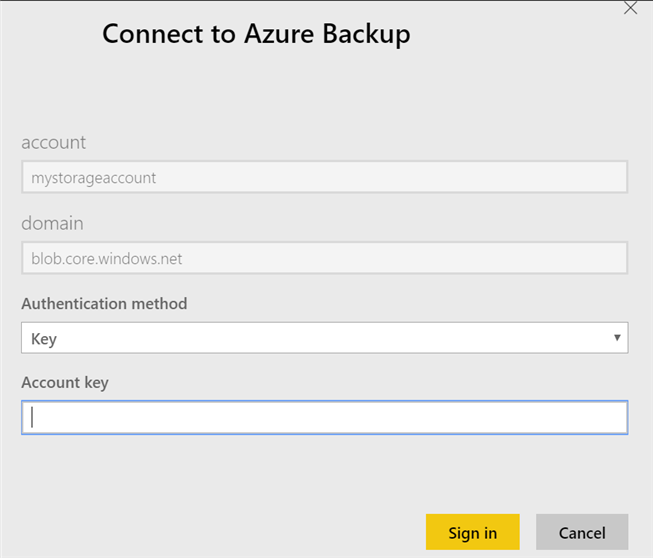 Connect to Azure Backup
account
mystorageaccount
domain
blob.core.windows.net
Authentication method
Key
Account key
Sign in
Cancel